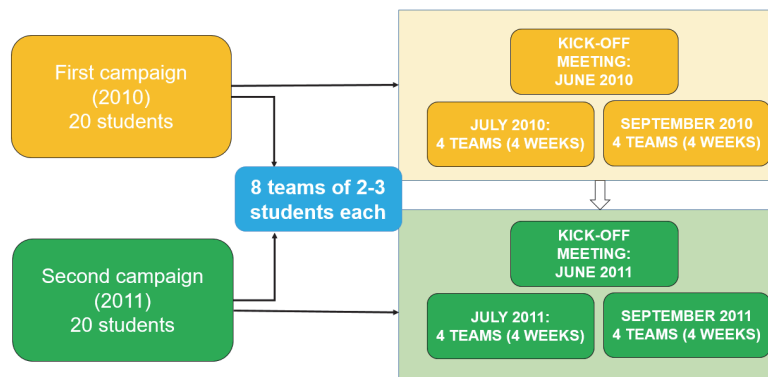 First campaign
(2010)
20 students
KICK-OFF
MEETING:
JUNE 2010
JULY 2010:
4 TEAMS (4 WEEKS)
SEPTEMBER 2010
4 TEAMS (4 WEEKS)
8 teams of 2-3
students each
Second campaign
(2011)
20 students
KICK-OFF
MEETING:
JUNE 2011
JULY 2011:
4 TEAMS (4 WEEKS)
SEPTEMBER 2011
4 TEAMS (4 WEEKS)